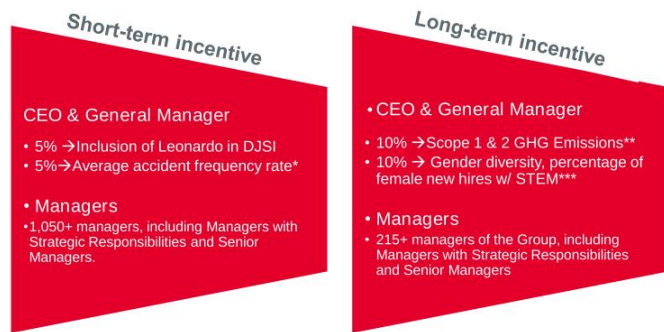 Short-term incentive
CEO & General Manager
• 5% →Inclusion of Leonardo in DJSI
• 5%→Average accident frequency rate*
• Managers
•1,050+ managers, including Managers with
Strategic Responsibilities and Senior
Managers.
Long-term incentive
• CEO & General Manager
• 10% →Scope 1 & 2 GHG Emissions**
• 10% → Gender diversity, percentage of
female new hires w/ STEM***
• Managers
• 215+ managers of the Group, including
Managers with Strategic Responsibilities
and Senior Managers